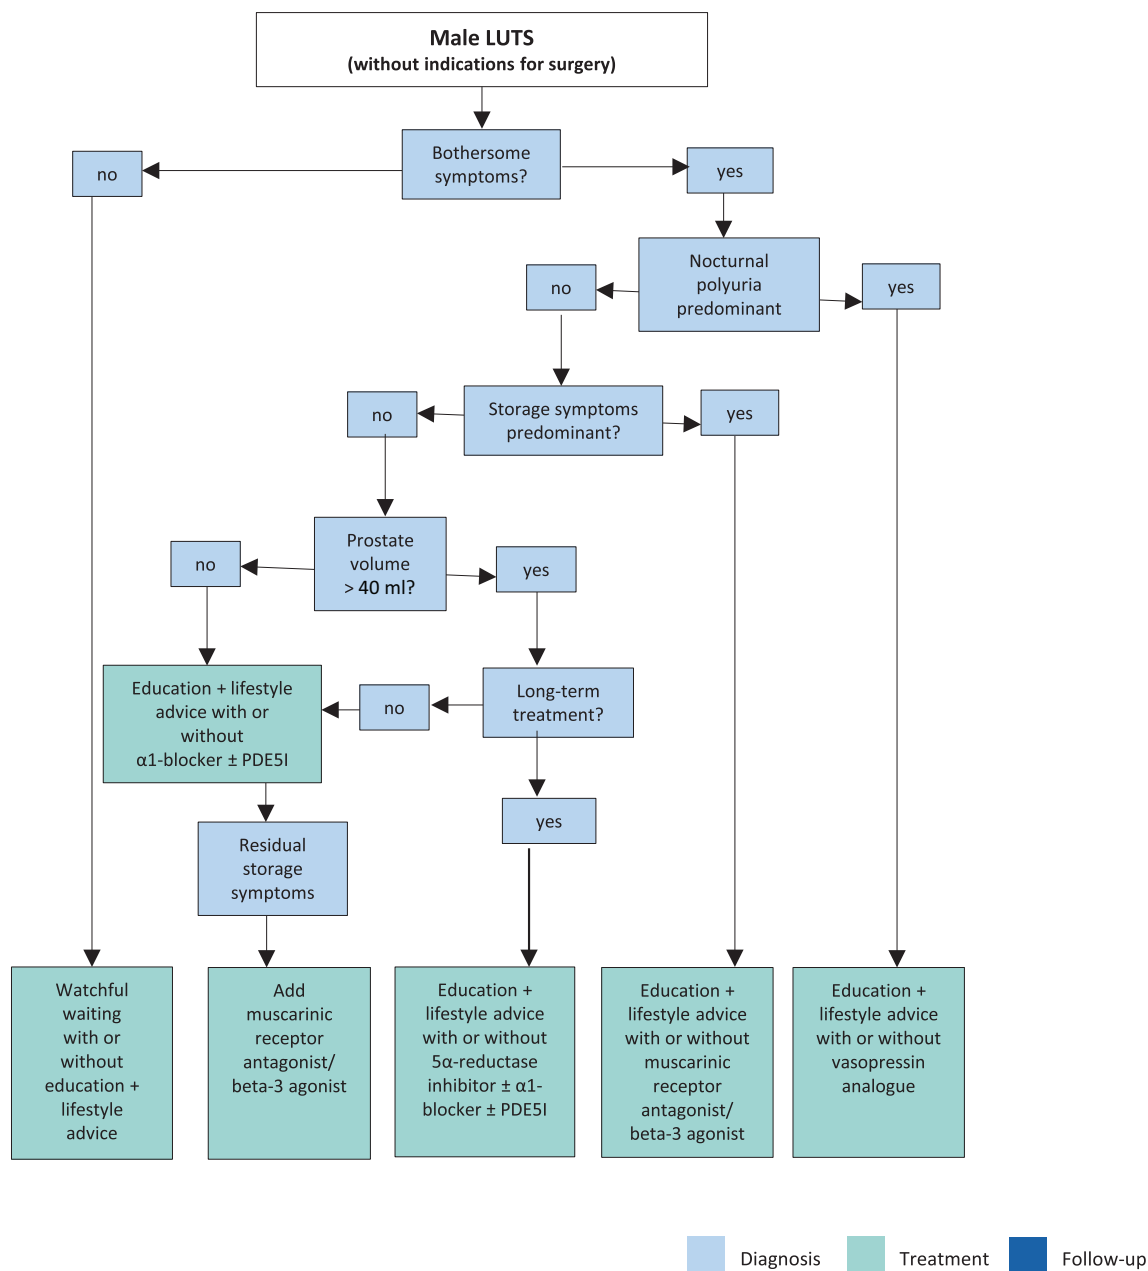 Male LUTS
(without indications for surgery)
Bothersome
symptoms?
no
yes
Nocturnal
polyuria
predominant
no
yes
Storage symptoms
predominant?
no
yes
Prostate
volume
> 40 ml?
no
yes
Education + lifestyle
advice with or
without
α1-blocker ± PDE5I
no
Long-term
treatment?
yes
Residual
storage
symptoms
Watchful
waiting
with or
without
education +
lifestyle
advice
Add
muscarinic
receptor
antagonist/
beta-3 agonist
Education +
lifestyle advice
with or without
5α-reductase
inhibitor ± α1-
blocker ± PDE5I
Education +
lifestyle advice
with or without
muscarinic
receptor
antagonist/
beta-3 agonist
Education +
lifestyle advice
with or without
vasopressin
analogue
Diagnosis
Treatment
Follow-up